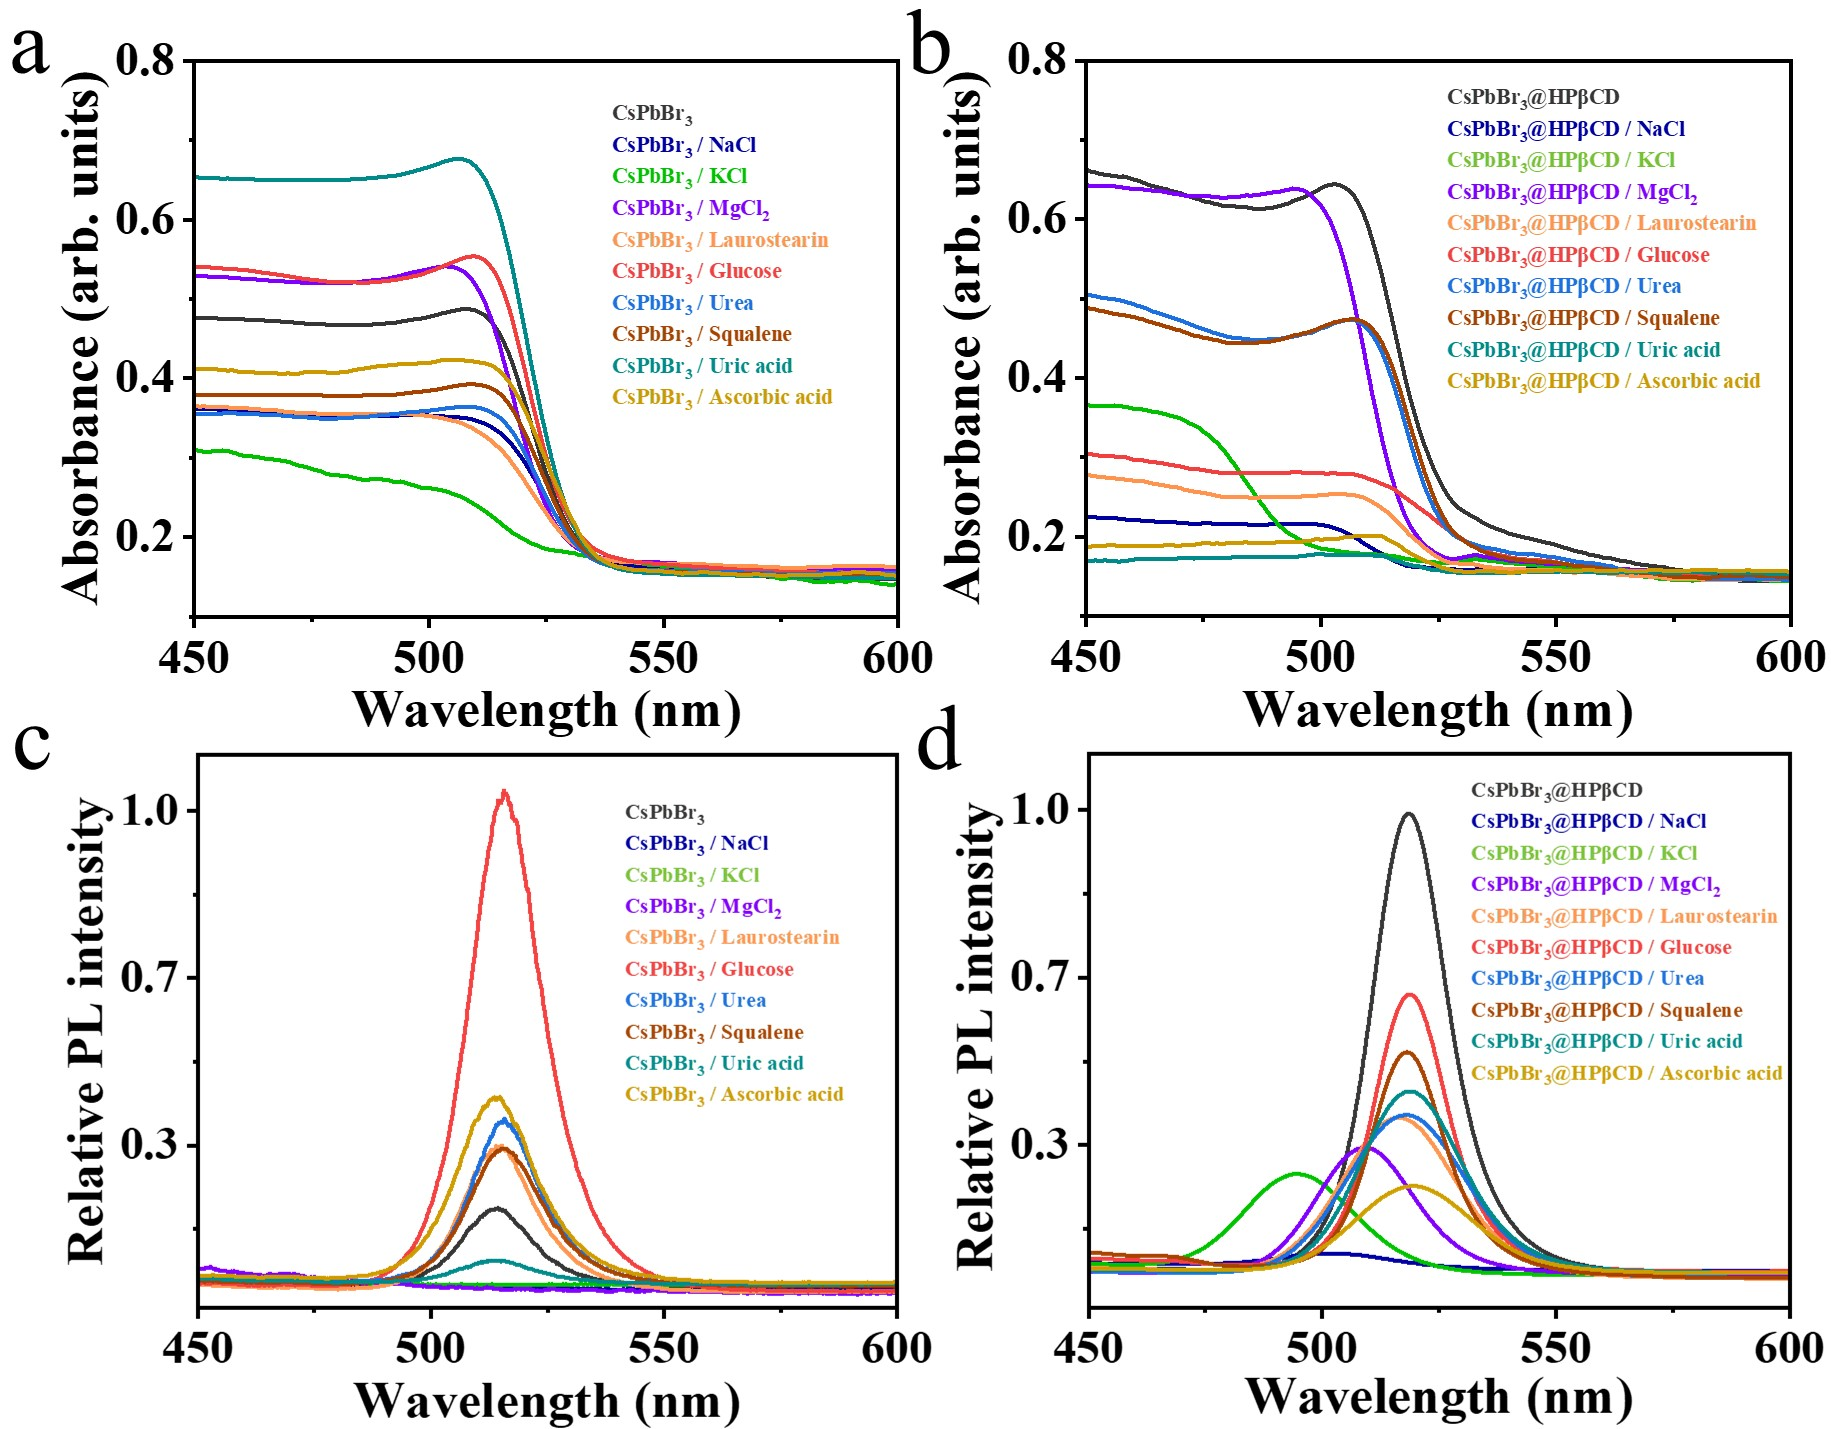 a
Absorbance (arb. units)
0.8
0.6
0.4
0.2
CsPbBr₃
CsPbBr₃ / NaCl
CsPbBr₃ / KCl
CsPbBr₃ / MgCl₂
CsPbBr₃ / Laurostearin
CsPbBr₃ / Glucose
CsPbBr₃ / Urea
CsPbBr₃ / Squalene
CsPbBr₃ / Uric acid
CsPbBr₃ / Ascorbic acid
450 500 550 600
Wavelength (nm)
b
Absorbance (arb. units)
0.8
0.6
0.4
0.2
CsPbBr₃@HPβCD
CsPbBr₃@HPβCD / NaCl
CsPbBr₃@HPβCD / KCl
CsPbBr₃@HPβCD / MgCl₂
CsPbBr₃@HPβCD / Laurostearin
CsPbBr₃@HPβCD / Glucose
CsPbBr₃@HPβCD / Urea
CsPbBr₃@HPβCD / Squalene
CsPbBr₃@HPβCD / Uric acid
CsPbBr₃@HPβCD / Ascorbic acid
450 500 550 600
Wavelength (nm)
c
Relative PL intensity
1.0
0.7
0.3
CsPbBr₃
CsPbBr₃ / NaCl
CsPbBr₃ / KCl
CsPbBr₃ / MgCl₂
CsPbBr₃ / Laurostearin
CsPbBr₃ / Glucose
CsPbBr₃ / Urea
CsPbBr₃ / Squalene
CsPbBr₃ / Uric acid
CsPbBr₃ / Ascorbic acid
450 500 550 600
Wavelength (nm)
d
Relative PL intensity
1.0
0.7
0.3
CsPbBr₃@HPβCD
CsPbBr₃@HPβCD / NaCl
CsPbBr₃@HPβCD / KCl
CsPbBr₃@HPβCD / MgCl₂
CsPbBr₃@HPβCD / Laurostearin
CsPbBr₃@HPβCD / Glucose
CsPbBr₃@HPβCD / Urea
CsPbBr₃@HPβCD / Squalene
CsPbBr₃@HPβCD / Uric acid
CsPbBr₃@HPβCD / Ascorbic acid
450 500 550 600
Wavelength (nm)